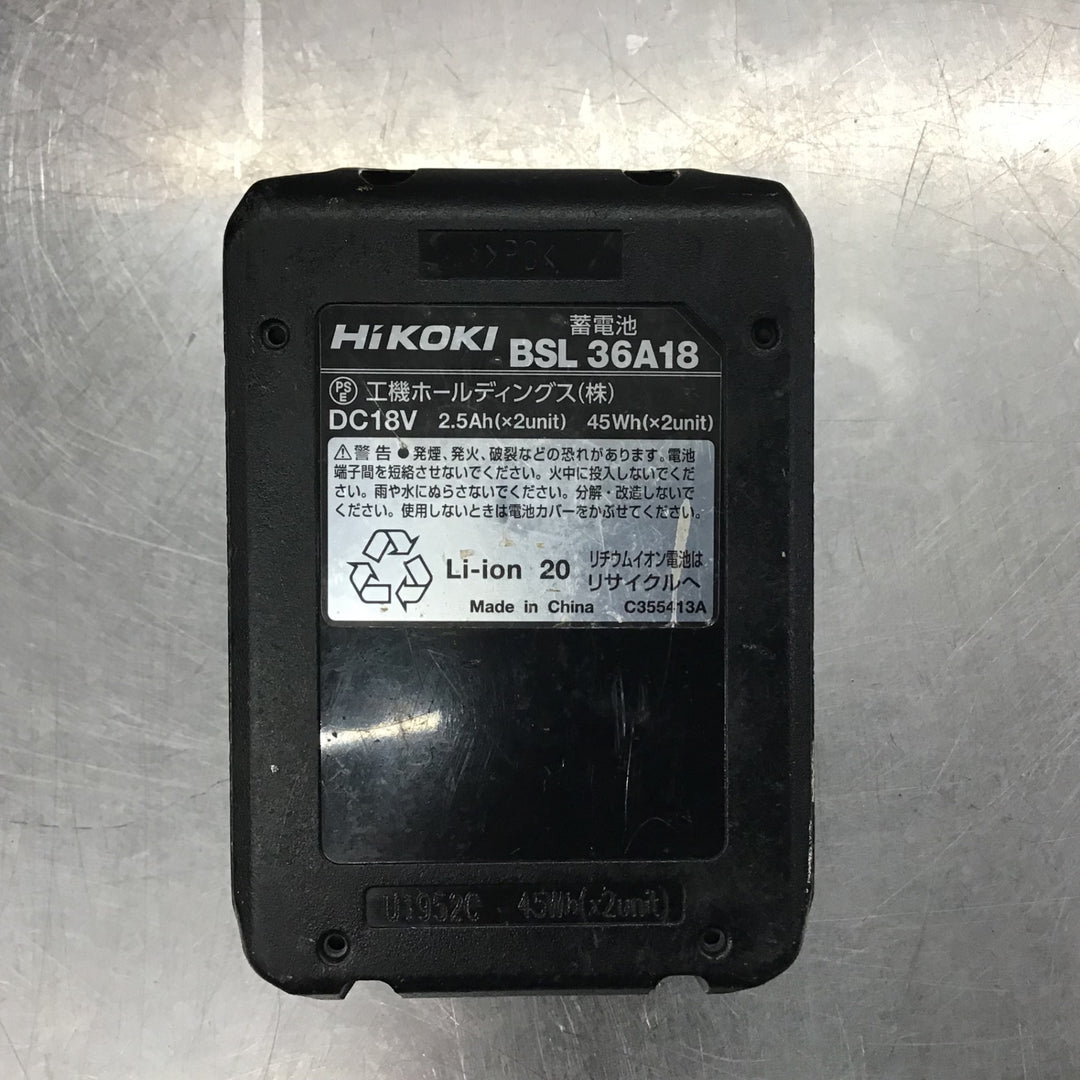 >PC<
HiKOKI
蓄電池
BSL 36A18
PSE 工機ホールディングス(株)
DC18V 2.5Ah(×2unit) 45Wh(×2unit)
⚠警告 ●発煙、発火、破裂などの恐れがあります。電池
端子間を短絡させないでください。火中に投入しないでくだ
さい。雨や水にぬらさないでください。分解・改造しないで
ください。使用しないときは電池カバーをかぶせてください。
Li-ion 20
リチウムイオン電池は
リサイクルへ
Made in China C355413A
U1952C 45Wh(x2unit)